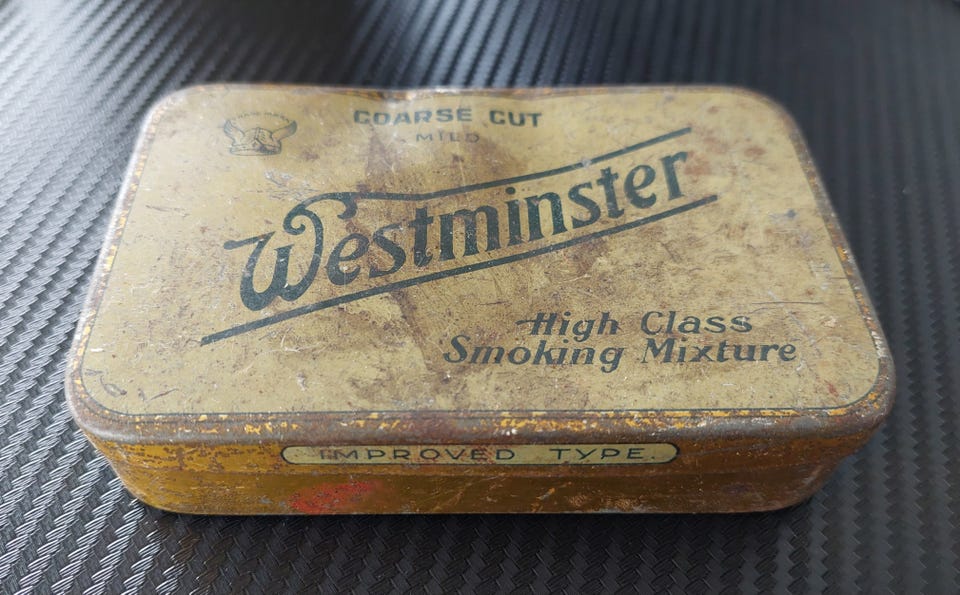 COARSE CUT
MILD
Westminster
High Class
Smoking Mixture
IMPROVED TYPE.